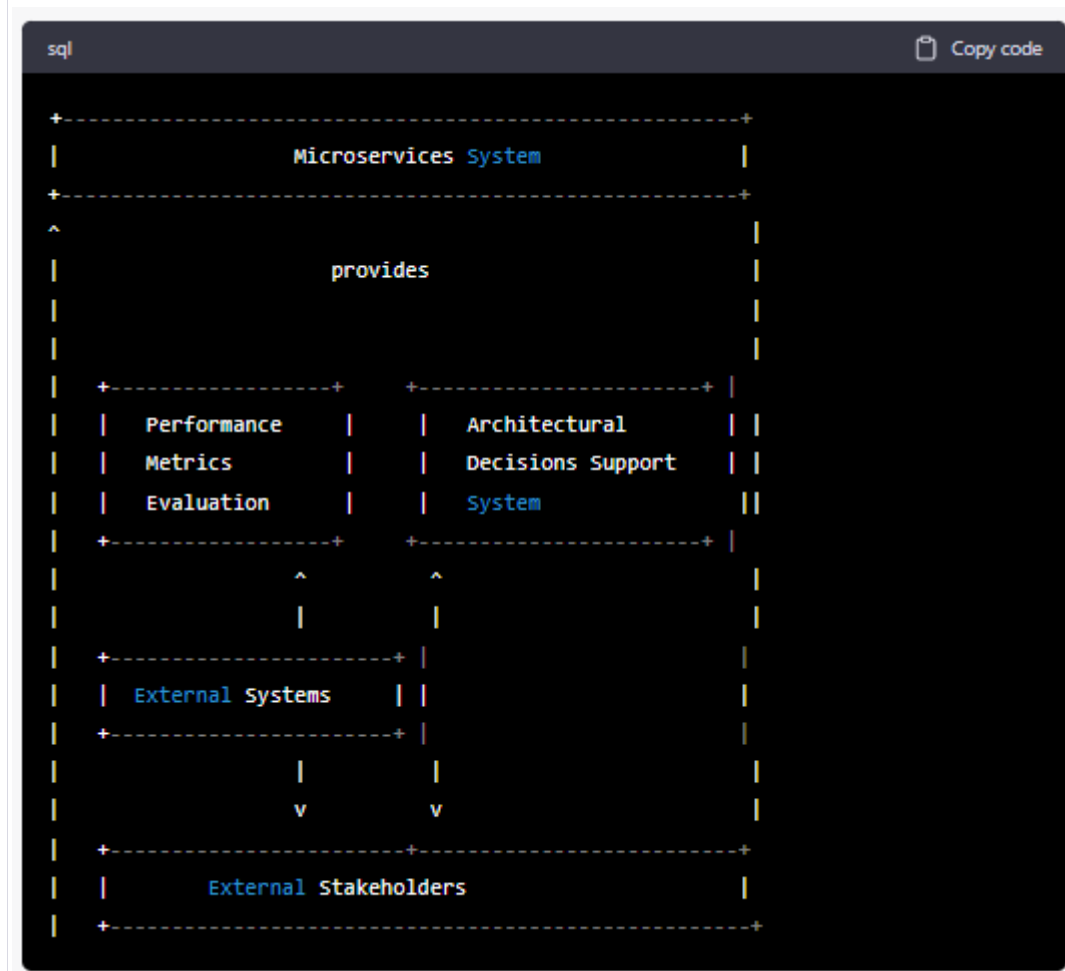 sql Copy code
+-------------------------------------------------------+
| Microservices System |
+-------------------------------------------------------+
^ |
| provides |
| |
| |
| +------------------+ +-----------------------+ |
| | Performance | | Architectural | |
| | Metrics | | Decisions Support | |
| | Evaluation | | System ||
| +------------------+ +-----------------------+ |
| ^ ^ |
| | | |
| +-----------------------+ | |
| | External Systems | | |
| +-----------------------+ | |
| | | |
| v v |
| +------------------------+--------------------------+
| | External Stakeholders |
| +----------------------------------------------------+